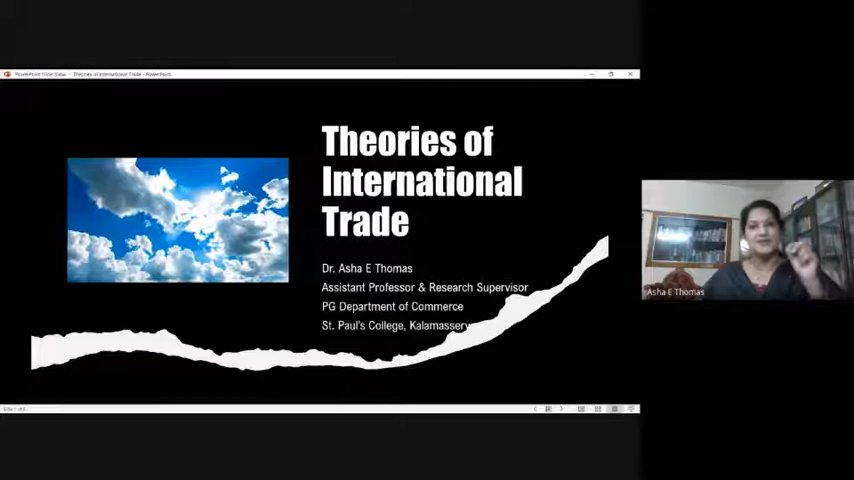 PowerPoint Slide Show - Theories of International Trade - PowerPoint
Theories of
International
Trade
Dr. Asha E Thomas
Assistant Professor & Research Supervisor
PG Department of Commerce
St. Paul's College, Kalamassery
Asha E Thomas